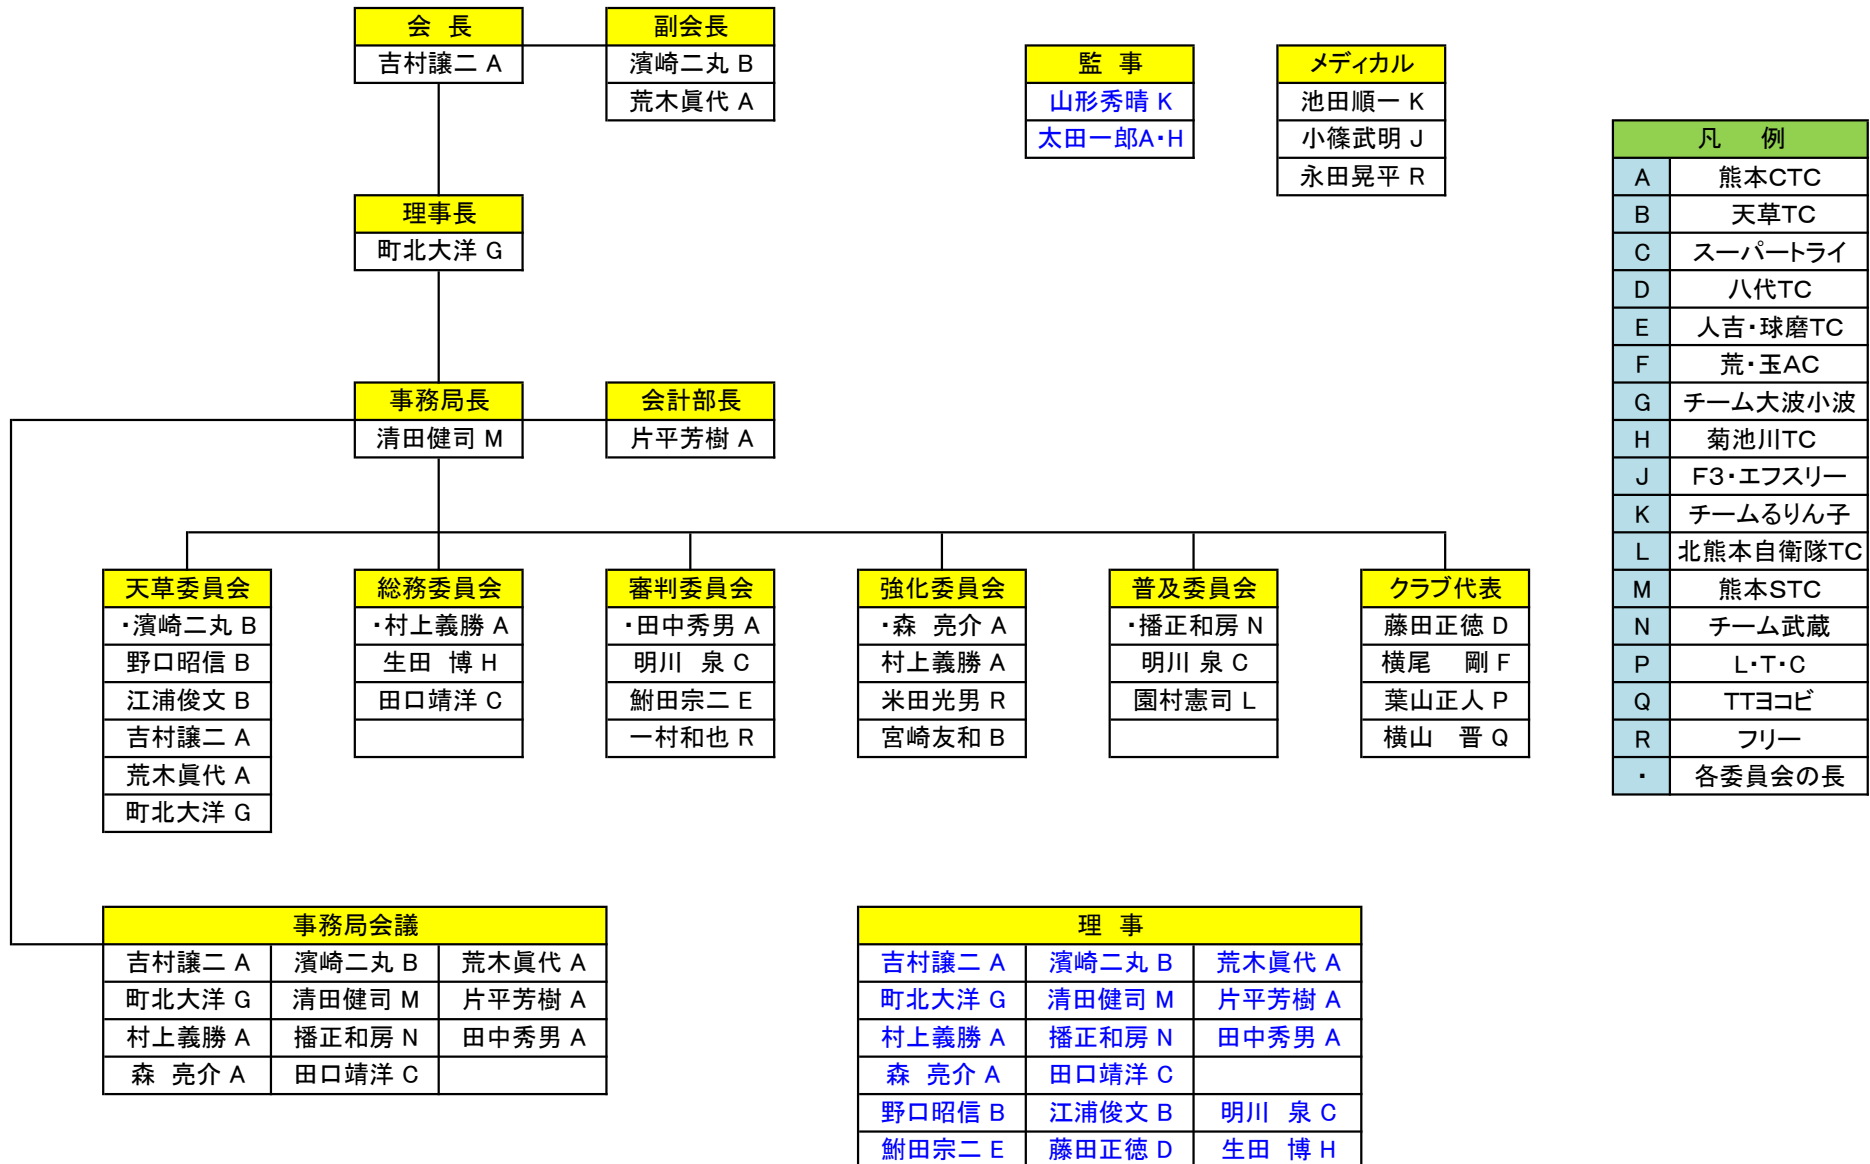 会 長
吉村譲二 A
副会長
濱崎二丸 B
荒木眞代 A
監 事
山形秀晴 K
太田一郎A・H
メディカル
池田順一 K
小篠武明 J
永田晃平 R
理事長
町北大洋 G
事務局長
清田健司 M
会計部長
片平芳樹 A
天草委員会
・濱崎二丸 B
野口昭信 B
江浦俊文 B
吉村譲二 A
荒木眞代 A
町北大洋 G
総務委員会
・村上義勝 A
生田 博 H
田口靖洋 C
審判委員会
・田中秀男 A
明川 泉 C
鮒田宗二 E
一村和也 R
強化委員会
・森 亮介 A
村上義勝 A
米田光男 R
宮崎友和 B
普及委員会
・播正和房 N
明川 泉 C
園村憲司 L
クラブ代表
藤田正徳 D
横尾 剛 F
葉山正人 P
横山 晋 Q
凡 例
A 熊本CTC
B 天草TC
C スーパートライ
D 八代TC
E 人吉・球磨TC
F 荒・玉AC
G チーム大波小波
H 菊池川TC
J F3・エフスリー
K チームるりん子
L 北熊本自衛隊TC
M 熊本STC
N チーム武蔵
P L・T・C
Q TTヨコビ
R フリー
・ 各委員会の長
事務局会議
吉村譲二 A 濱崎二丸 B 荒木眞代 A
町北大洋 G 清田健司 M 片平芳樹 A
村上義勝 A 播正和房 N 田中秀男 A
森 亮介 A 田口靖洋 C
理 事
吉村譲二 A 濱崎二丸 B 荒木眞代 A
町北大洋 G 清田健司 M 片平芳樹 A
村上義勝 A 播正和房 N 田中秀男 A
森 亮介 A 田口靖洋 C
野口昭信 B 江浦俊文 B 明川 泉 C
鮒田宗二 E 藤田正徳 D 生田 博 H